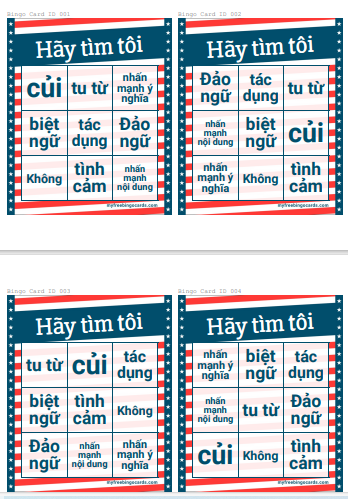 Bingo Card ID 001
Hãy tìm tôi
củi
tu từ
nhấn
mạnh ý
nghĩa
biệt
ngữ
tác
dụng
Đảo
ngữ
Không
tình
cảm
nhấn
mạnh
nội dung
myfreebingocards.com
Bingo Card ID 002
Hãy tìm tôi
Đảo
ngữ
tác
dụng
tu từ
nhấn
mạnh
nội dung
biệt
ngữ
củi
nhấn
mạnh ý
nghĩa
Không
tình
cảm
myfreebingocards.com
Bingo Card ID 003
Hãy tìm tôi
tu từ
củi
tác
dụng
biệt
ngữ
tình
cảm
Không
Đảo
ngữ
nhấn
mạnh
nội dung
nhấn
mạnh ý
nghĩa
myfreebingocards.com
Bingo Card ID 004
Hãy tìm tôi
nhấn
mạnh ý
nghĩa
biệt
ngữ
tác
dụng
nhấn
mạnh
nội dung
tu từ
Đảo
ngữ
củi
Không
tình
cảm
myfreebingocards.com